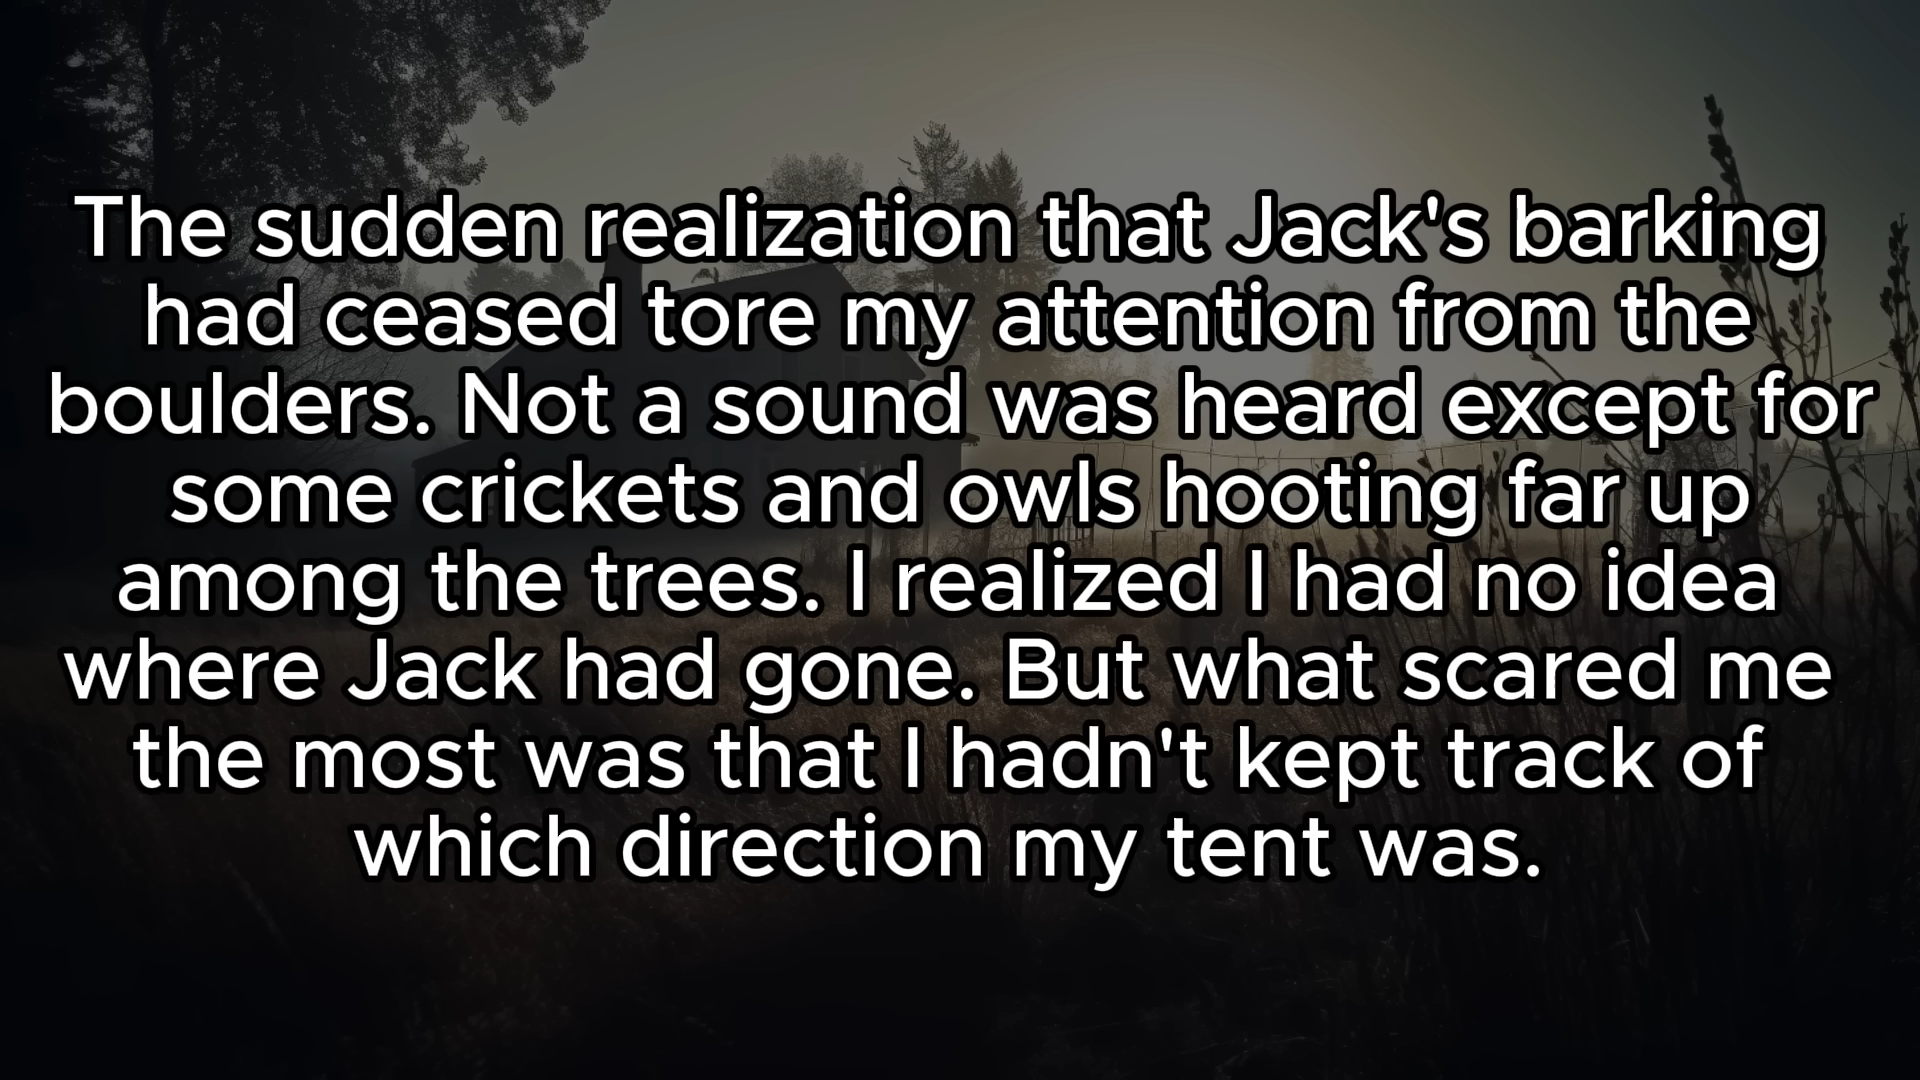 The sudden realization that Jack's barking
had ceased tore my attention from the
boulders. Not a sound was heard except for
some crickets and owls hooting far up
among the trees. I realized I had no idea
where Jack had gone. But what scared me
the most was that I hadn't kept track of
which direction my tent was.